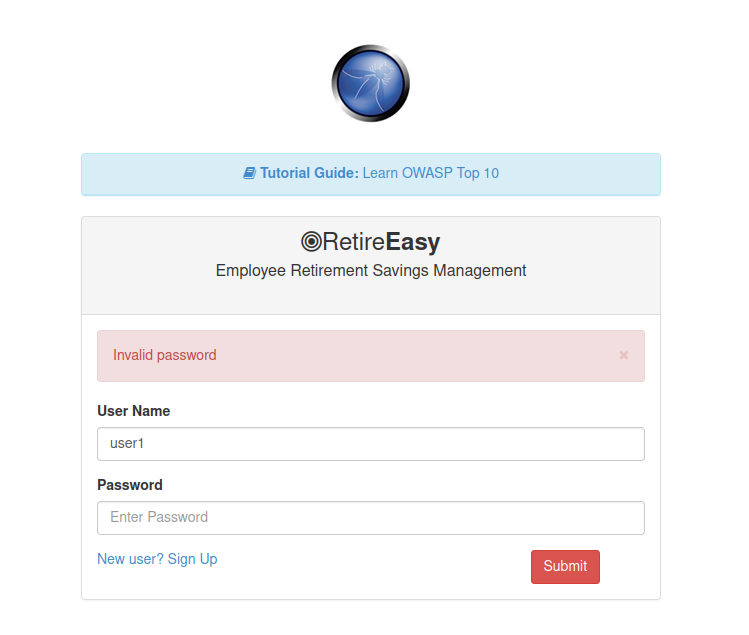 Tutorial Guide: Learn OWASP Top 10
RetireEasy
Employee Retirement Savings Management
Invalid password ×
User Name
user1
Password
Enter Password
New user? Sign Up Submit